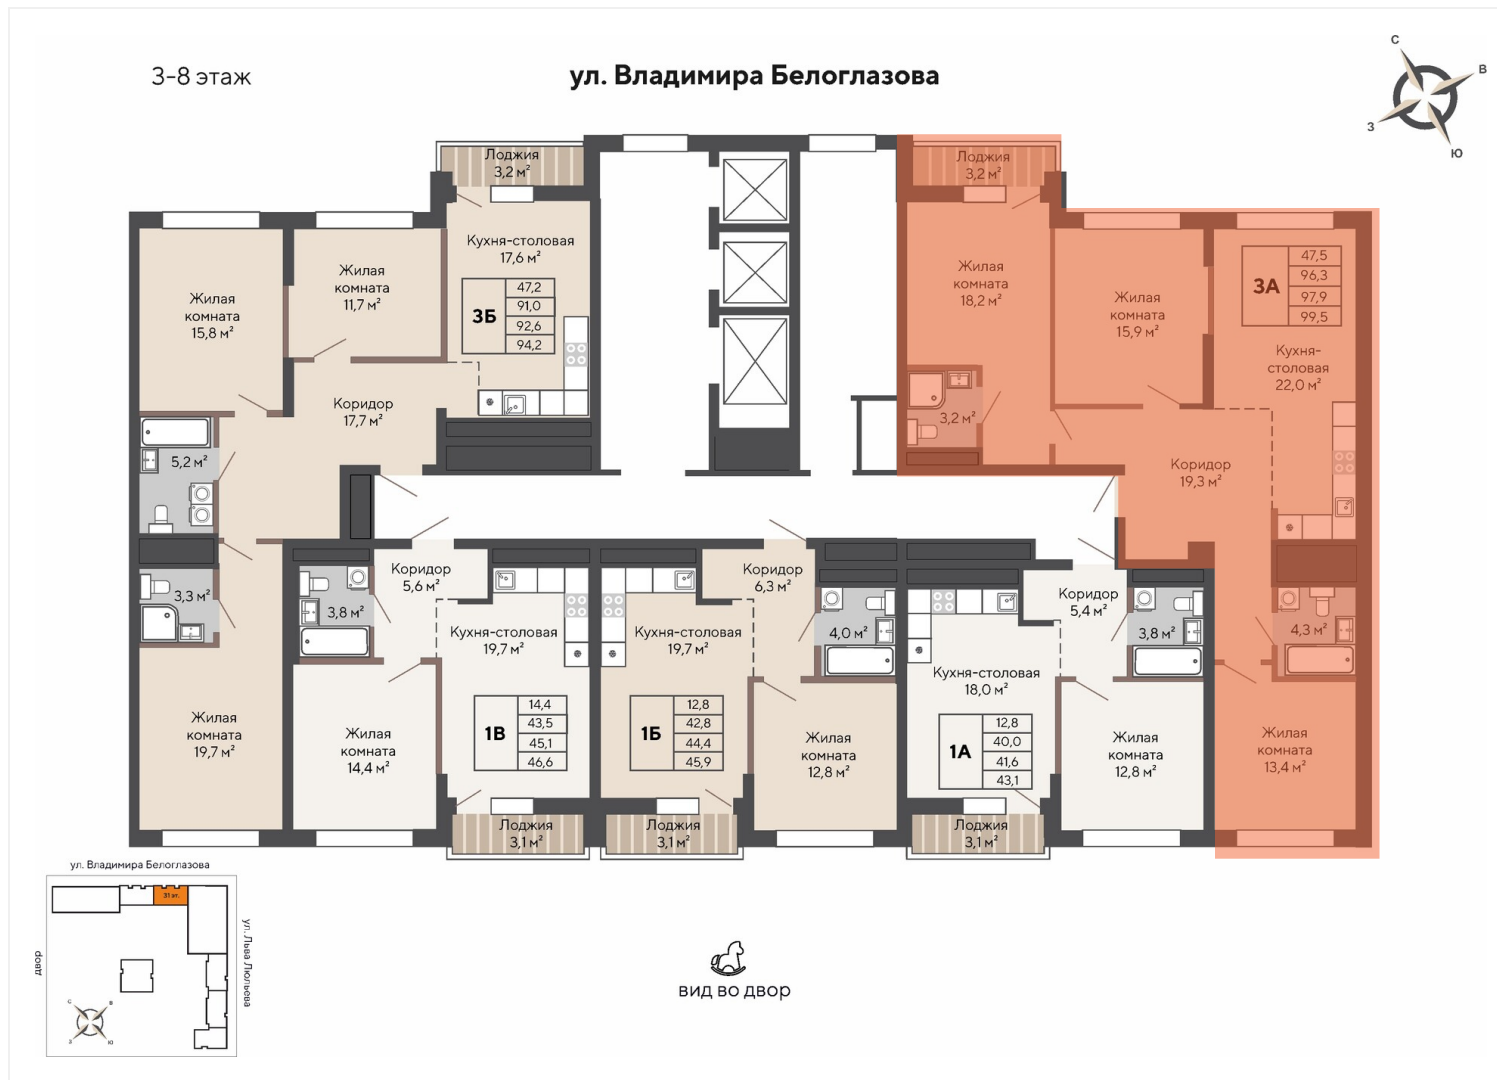 3-8 этаж
ул. Владимира Белоглазова
С
В
З
Ю
Лоджия
3,2 м²
Кухня-столовая
17,6 м²
Жилая
комната
11,7 м²
Жилая
комната
15,8 м²
3Б
47,2
91,0
92,6
94,2
Коридор
17,7 м²
5,2 м²
3,3 м²
Жилая
комната
19,7 м²
Лоджия
3,2 м²
Жилая
комната
18,2 м²
Жилая
комната
15,9 м²
3А
47,5
96,3
97,9
99,5
Кухня-
столовая
22,0 м²
3,2 м²
Коридор
19,3 м²
4,3 м²
Жилая
комната
13,4 м²
Коридор
5,6 м²
3,8 м²
Кухня-столовая
19,7 м²
Жилая
комната
14,4 м²
1В
14,4
43,5
45,1
46,6
Лоджия
3,1 м²
Коридор
6,3 м²
4,0 м²
Кухня-столовая
19,7 м²
1Б
12,8
42,8
44,4
45,9
Жилая
комната
12,8 м²
Лоджия
3,1 м²
Коридор
5,4 м²
3,8 м²
Кухня-столовая
18,0 м²
1А
12,8
40,0
41,6
43,1
Жилая
комната
12,8 м²
Лоджия
3,1 м²
ул. Владимира Белоглазова
31 эт.
двор
ул. Льва Люльева
С
В
З
Ю
вид во двор